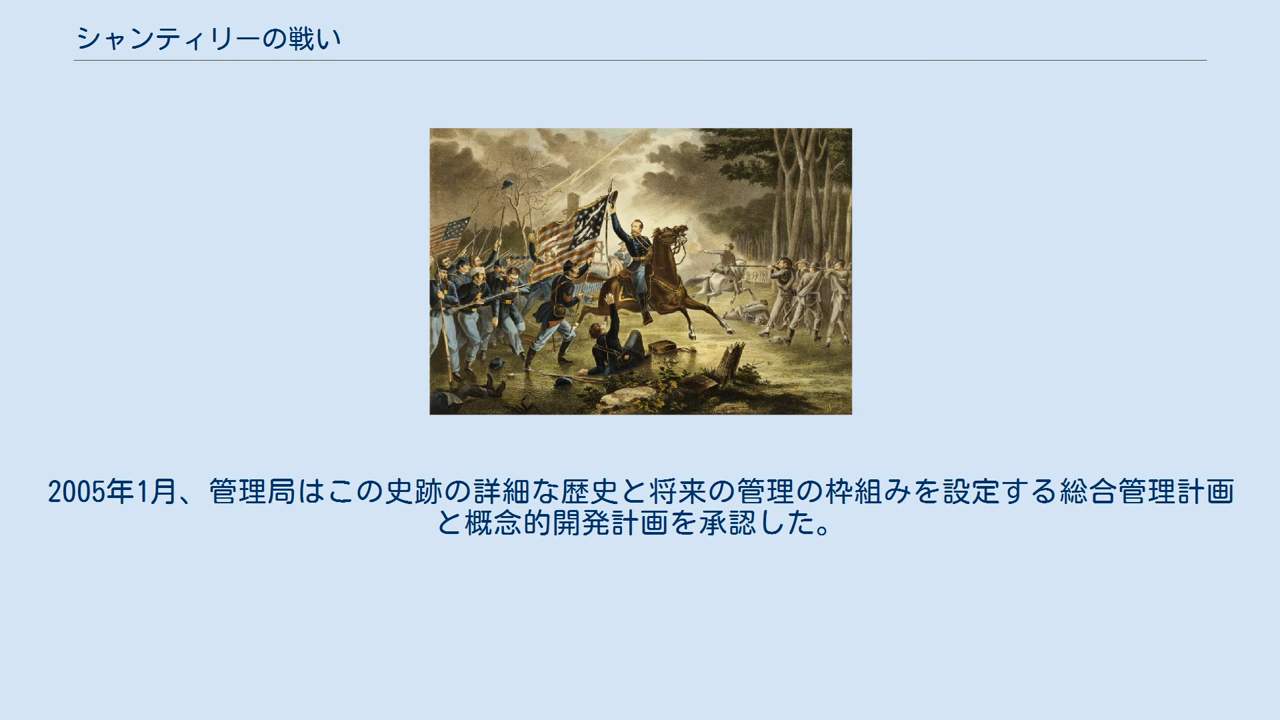 シャンティリーの戦い
2005年1月、管理局はこの史跡の詳細な歴史と将来の管理の枠組みを設定する総合管理計画
と概念的開発計画を承認した。